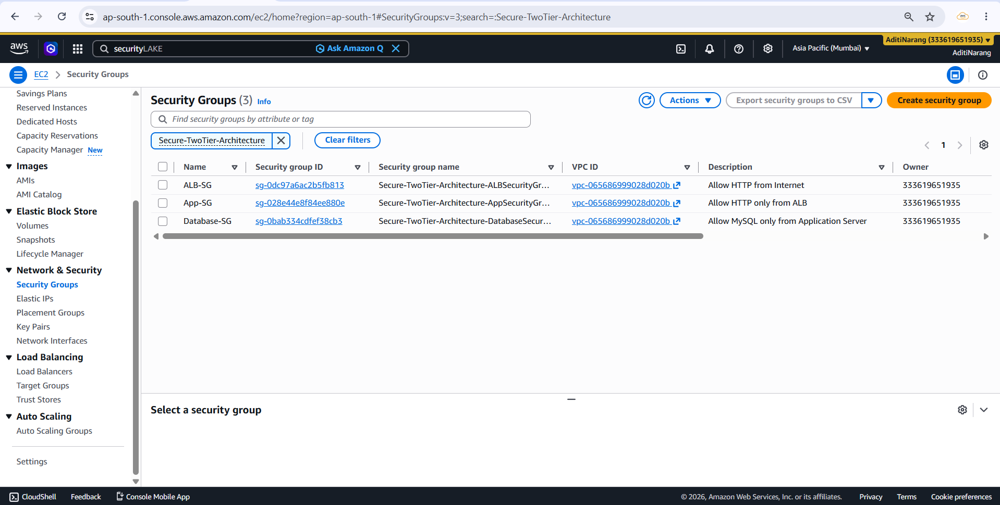 ap-south-1.console.aws.amazon.com/ec2/home?region=ap-south-1#SecurityGroups:v=3;search=:Secure-TwoTier-Architecture
aws
securityLAKE
Ask Amazon Q
Asia Pacific (Mumbai)
AditiNarang (333619651935)
AditiNarang
EC2
Security Groups
Savings Plans
Reserved Instances
Dedicated Hosts
Capacity Reservations
Capacity Manager New
Images
AMIs
AMI Catalog
Elastic Block Store
Volumes
Snapshots
Lifecycle Manager
Network & Security
Security Groups
Elastic IPs
Placement Groups
Key Pairs
Network Interfaces
Load Balancing
Load Balancers
Target Groups
Trust Stores
Auto Scaling
Auto Scaling Groups
Settings
Security Groups (3) Info
Actions
Export security groups to CSV
Create security group
Find security groups by attribute or tag
Secure-TwoTier-Architecture
Clear filters
1
Name Security group ID Security group name VPC ID Description Owner
ALB-SG sg-0dc97a6ac2b5fb813 Secure-TwoTier-Architecture-ALBSecurityGr... vpc-065686999028d020b Allow HTTP from Internet 333619651935
App-SG sg-028e44e8f84ee880e Secure-TwoTier-Architecture-AppSecurityGr... vpc-065686999028d020b Allow HTTP only from ALB 333619651935
Database-SG sg-0bab334cdfef38cb3 Secure-TwoTier-Architecture-DatabaseSecur... vpc-065686999028d020b Allow MySQL only from Application Server 333619651935
Select a security group
CloudShell Feedback Console Mobile App
© 2026, Amazon Web Services, Inc. or its affiliates. Privacy Terms Cookie preferences